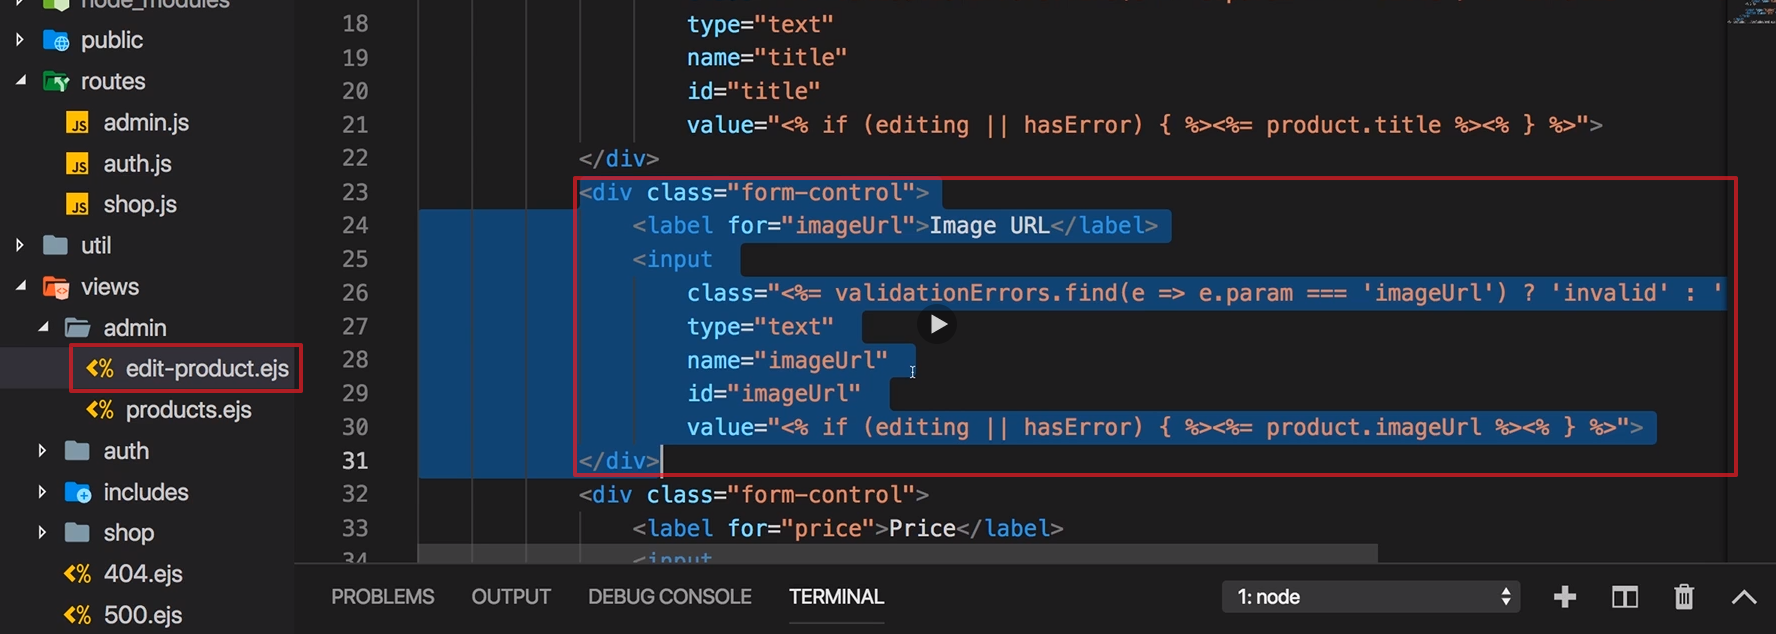 node_modules
public
routes
admin.js
auth.js
shop.js
util
views
admin
edit-product.ejs
products.ejs
auth
includes
shop
404.ejs
500.ejs
18 type="text"
19 name="title"
20 id="title"
21 value="<% if (editing || hasError) { %><%= product.title %><% } %>">
22 </div>
23 <div class="form-control">
24 <label for="imageUrl">Image URL</label>
25 <input
26 class="<%= validationErrors.find(e => e.param === 'imageUrl') ? 'invalid' : '
27 type="text"
28 name="imageUrl"
29 id="imageUrl"
30 value="<% if (editing || hasError) { %><%= product.imageUrl %><% } %>">
31 </div>
32 <div class="form-control">
33 <label for="price">Price</label>
34 <input
PROBLEMS OUTPUT DEBUG CONSOLE TERMINAL 1: node